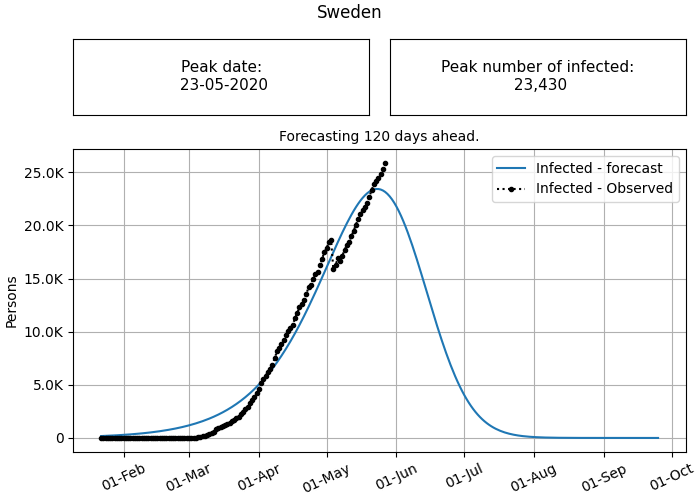 Sweden
Peak date:
23-05-2020
Peak number of infected:
23,430
Forecasting 120 days ahead.
Infected - forecast
Infected - Observed
Persons
25.0K
20.0K
15.0K
10.0K
5.0K
0
01-Feb
01-Mar
01-Apr
01-May
01-Jun
01-Jul
01-Aug
01-Sep
01-Oct